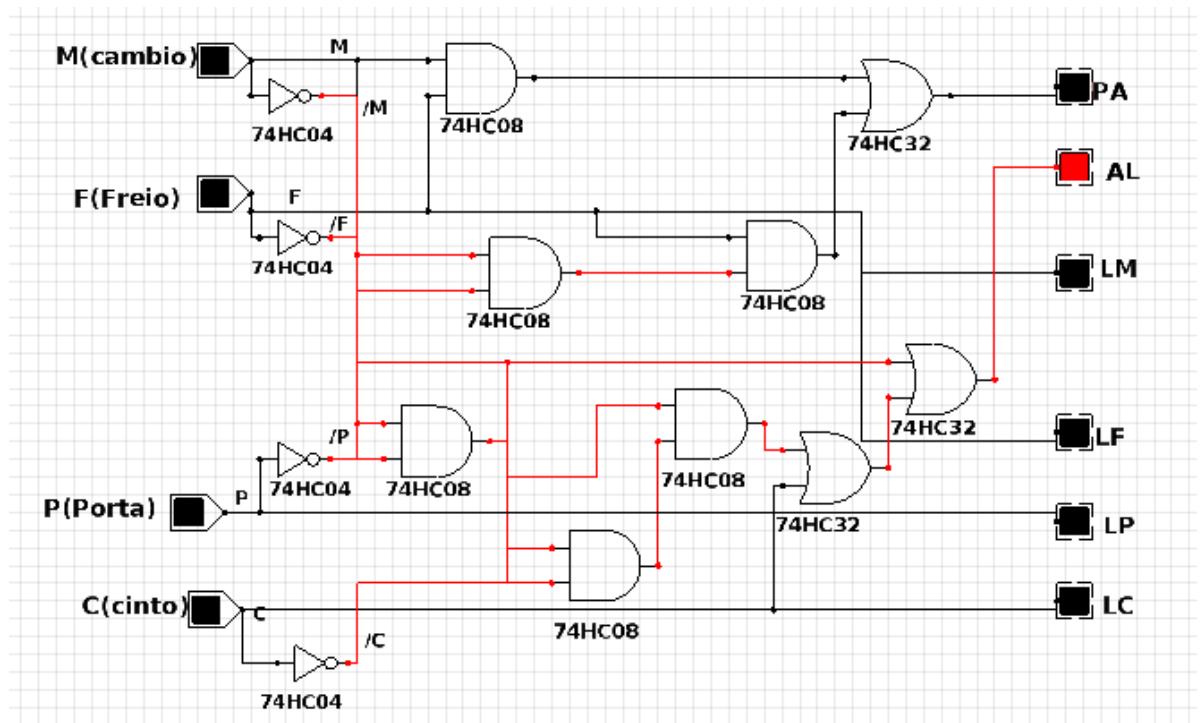 M(cambio)
M
/M
74HC04
74HC08
74HC32
PA
AL
F(Freio)
F
/F
74HC04
74HC08
74HC08
LM
/P
74HC04
74HC08
74HC08
74HC32
LF
P(Porta)
P
74HC32
LP
C(cinto)
C
/C
74HC04
74HC08
LC